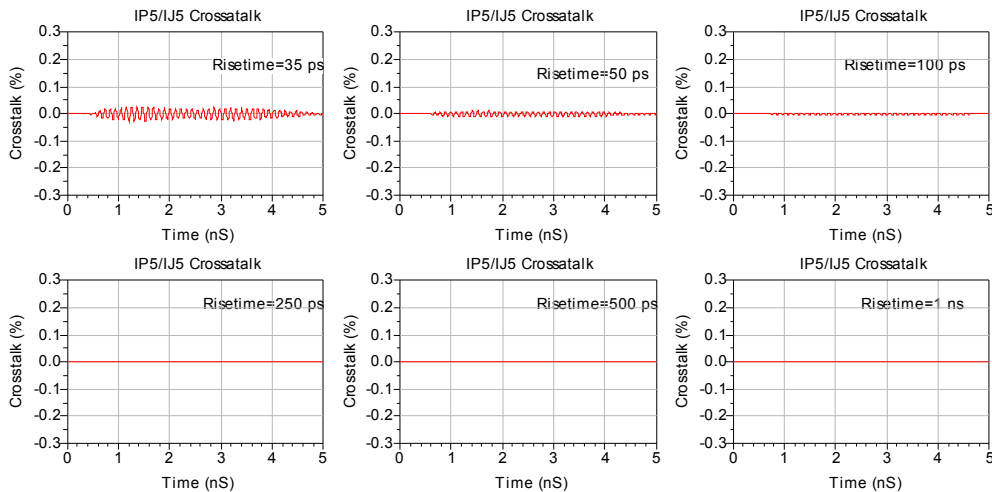 IP5/IJ5 Crossatalk
IP5/IJ5 Crossatalk
IP5/IJ5 Crossatalk
0.3
0.2
0.1
0.0
-0.1
-0.2
-0.3
Crosstalk (%)
Risetime=35 ps
0 1 2 3 4 5
Time (nS)
0.3
0.2
0.1
0.0
-0.1
-0.2
-0.3
Crosstalk (%)
Risetime=50 ps
0 1 2 3 4 5
Time (nS)
0.3
0.2
0.1
0.0
-0.1
-0.2
-0.3
Crosstalk (%)
Risetime=100 ps
0 1 2 3 4 5
Time (nS)
IP5/IJ5 Crossatalk
IP5/IJ5 Crossatalk
IP5/IJ5 Crossatalk
0.3
0.2
0.1
0.0
-0.1
-0.2
-0.3
Crosstalk (%)
Risetime=250 ps
0 1 2 3 4 5
Time (nS)
0.3
0.2
0.1
0.0
-0.1
-0.2
-0.3
Crosstalk (%)
Risetime=500 ps
0 1 2 3 4 5
Time (nS)
0.3
0.2
0.1
0.0
-0.1
-0.2
-0.3
Crosstalk (%)
Risetime=1 ns
0 1 2 3 4 5
Time (nS)